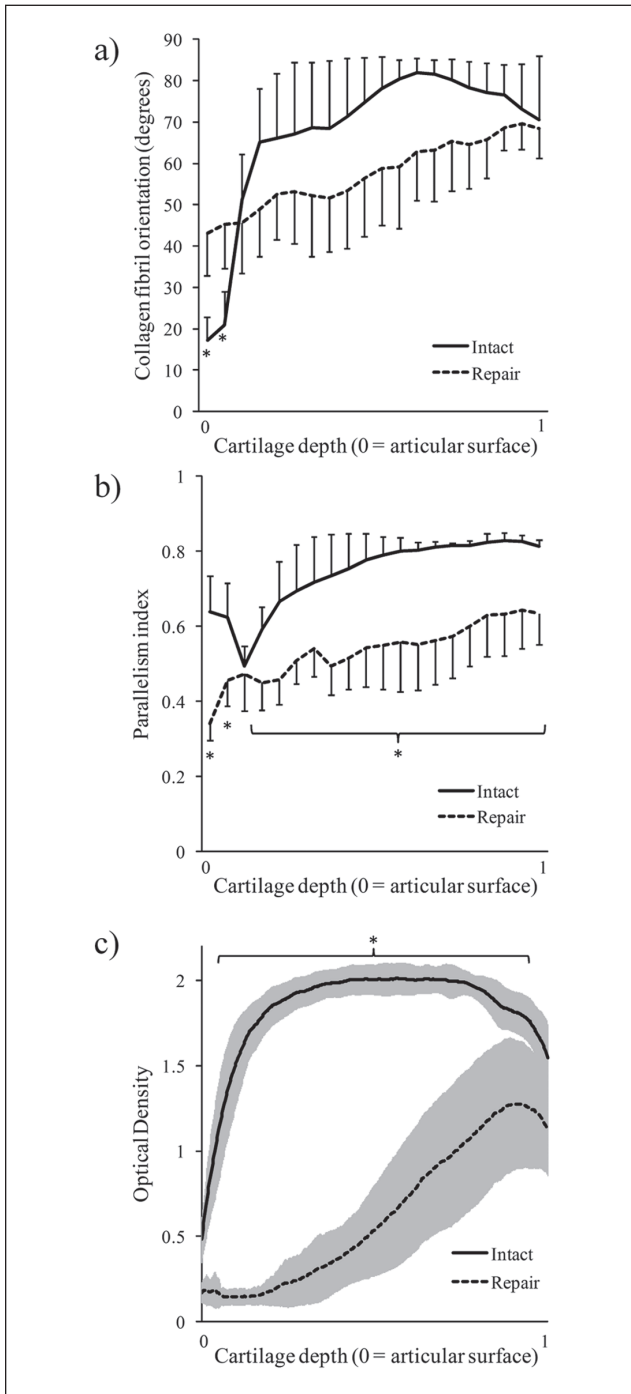 a)
Collagen fibril orientation (degrees)
90
80
70
60
50
40
30
20
10
0
*
*
Intact
Repair
0
1
Cartilage depth (0 = articular surface)
b)
Parallelism index
1
0.8
0.6
0.4
0.2
0
*
*
*
Intact
Repair
0
1
Cartilage depth (0 = articular surface)
c)
Optical Density
*
2
1.5
1
0.5
0
Intact
Repair
0
1
Cartilage depth (0 = articular surface)